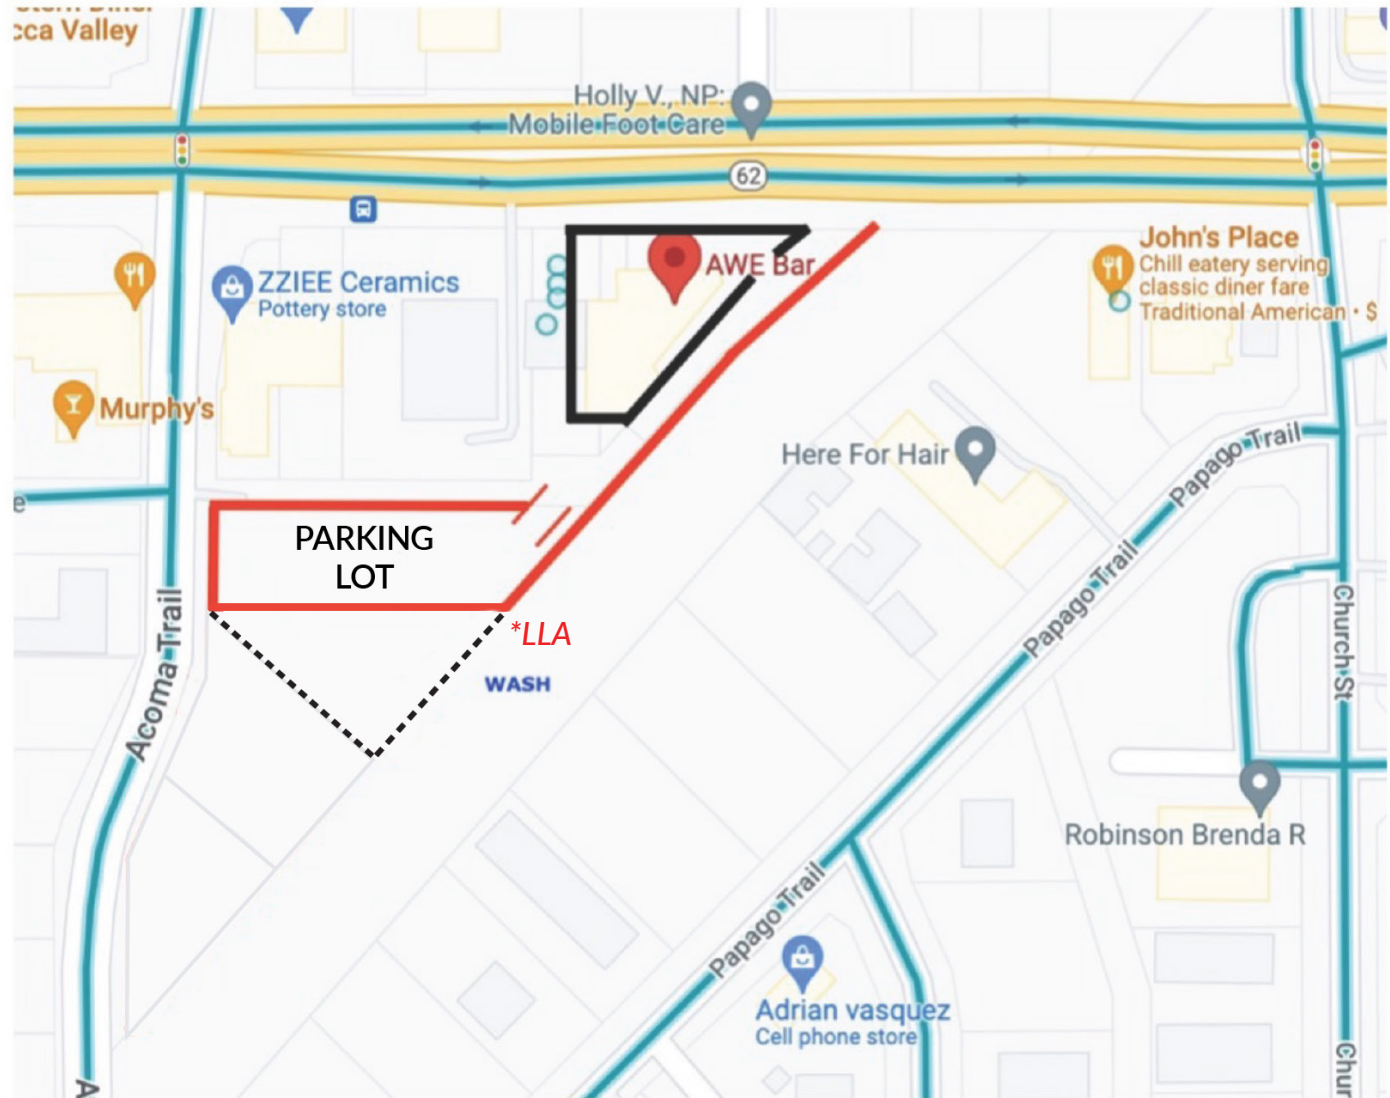 cca Valley
Holly V., NP:
Mobile Foot Care
62
AWE Bar
John's Place
Chill eatery serving
classic diner fare
Traditional American · $
ZZIEE Ceramics
Pottery store
Murphy's
Here For Hair
Papago Trail
e
PARKING
LOT
Papago Trail
*LLA
WASH
Acoma Trail
Church St
Robinson Brenda R
Papago Trail
Adrian vasquez
Cell phone store
A
Chur